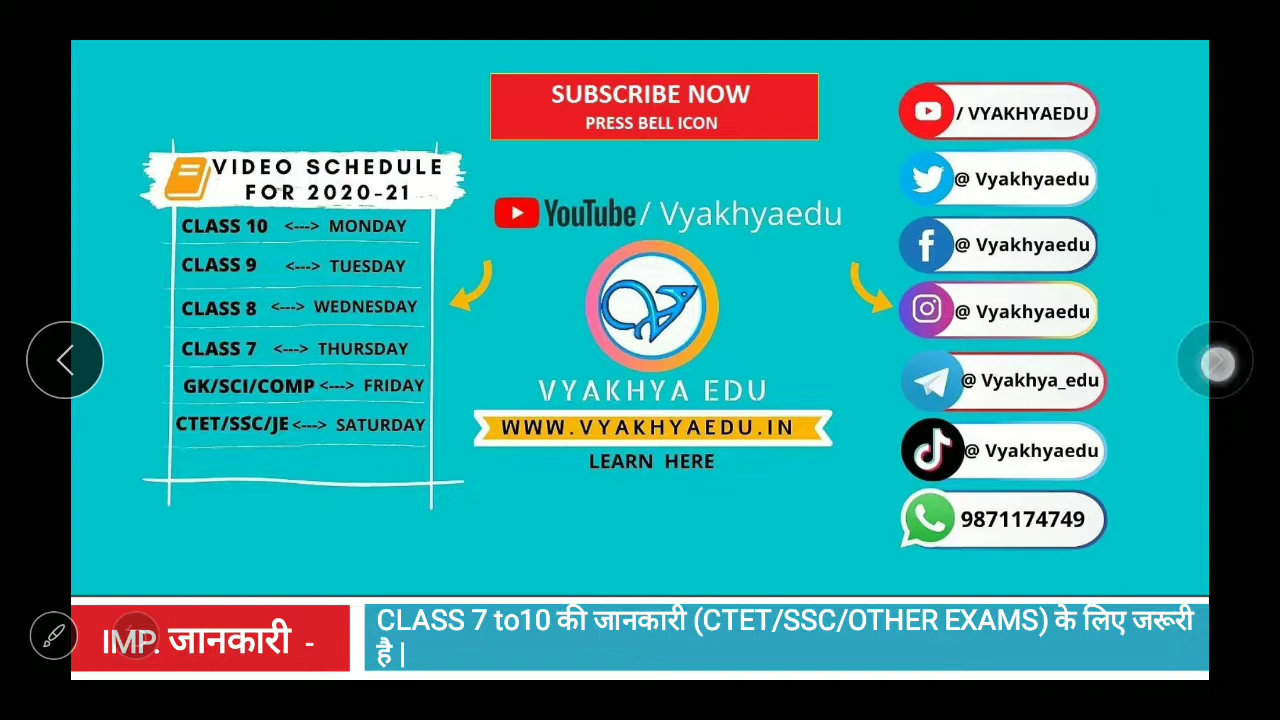 SUBSCRIBE NOW
PRESS BELL ICON
VIDEO SCHEDULE
FOR 2020-21
CLASS 10 <---> MONDAY
CLASS 9 <---> TUESDAY
CLASS 8 <---> WEDNESDAY
CLASS 7 <---> THURSDAY
GK/SCI/COMP <---> FRIDAY
CTET/SSC/JE <---> SATURDAY
YouTube / Vyakhyaedu
VYAKHYA EDU
WWW.VYAKHYAEDU.IN
LEARN HERE
/ VYAKHYAEDU
@ Vyakhyaedu
@ Vyakhyaedu
@ Vyakhyaedu
@ Vyakhya_edu
@ Vyakhyaedu
9871174749
IMP. जानकारी -
CLASS 7 to10 की जानकारी (CTET/SSC/OTHER EXAMS) के लिए जरूरी
है |